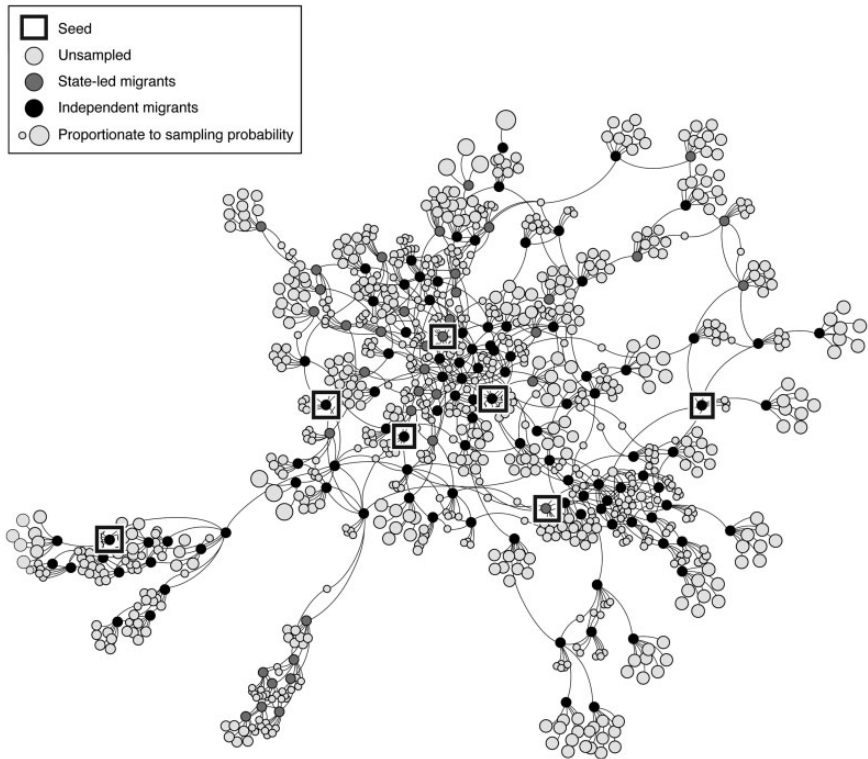 Seed
Unsampled
State-led migrants
Independent migrants
Proportionate to sampling probability